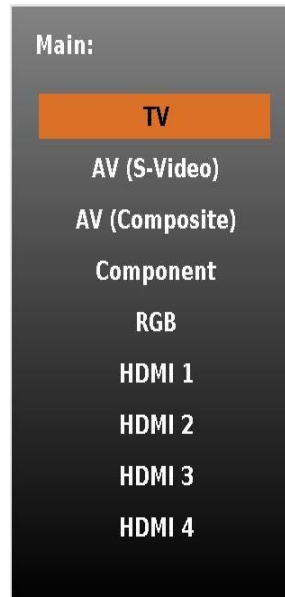 Main:
TV
AV (S-Video)
AV (Composite)
Component
RGB
HDMI 1
HDMI 2
HDMI 3
HDMI 4